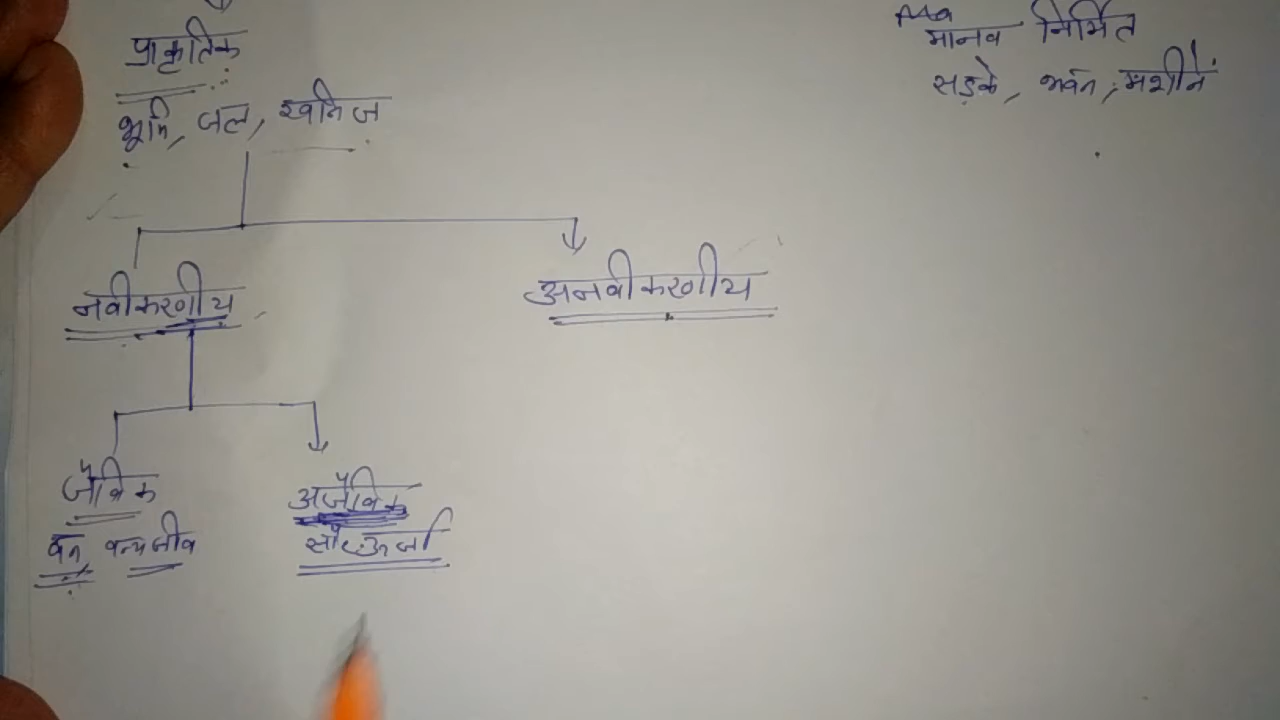 प्राकृतिक
भूमि, जल, खनिज
मानव निर्मित
सड़के, भवन, मशीनें
नवीकरणीय
अनवीकरणीय
जैविक
वन, वन्यजीव
अजैविक
सौर ऊर्जा